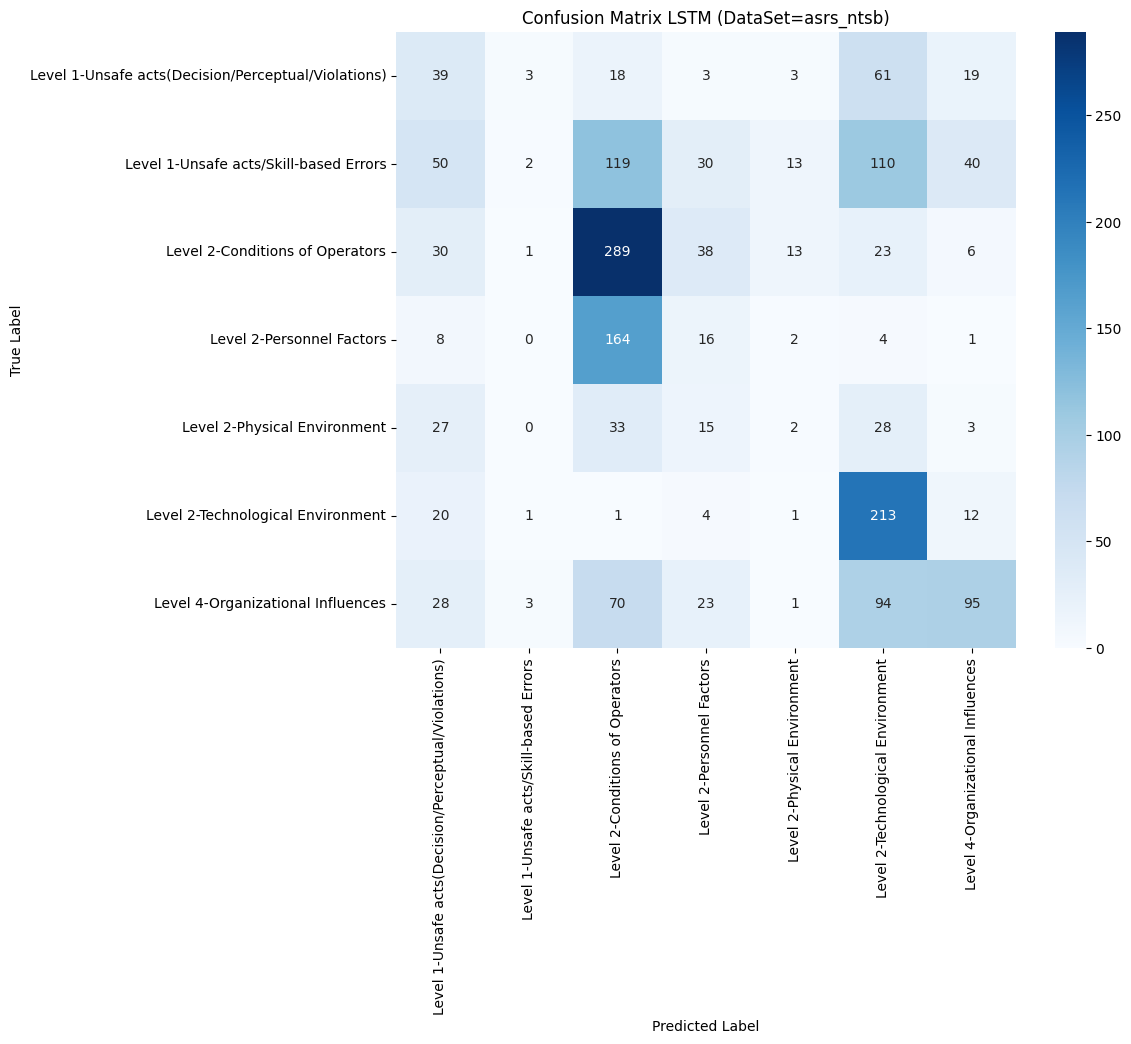 Confusion Matrix LSTM (DataSet=asrs_ntsb)
True Label
Level 1-Unsafe acts(Decision/Perceptual/Violations) 39 3 18 3 3 61 19
Level 1-Unsafe acts/Skill-based Errors 50 2 119 30 13 110 40
Level 2-Conditions of Operators 30 1 289 38 13 23 6
Level 2-Personnel Factors 8 0 164 16 2 4 1
Level 2-Physical Environment 27 0 33 15 2 28 3
Level 2-Technological Environment 20 1 1 4 1 213 12
Level 4-Organizational Influences 28 3 70 23 1 94 95
Level 1-Unsafe acts(Decision/Perceptual/Violations)
Level 1-Unsafe acts/Skill-based Errors
Level 2-Conditions of Operators
Level 2-Personnel Factors
Level 2-Physical Environment
Level 2-Technological Environment
Level 4-Organizational Influences
Predicted Label
250
200
150
100
50
0